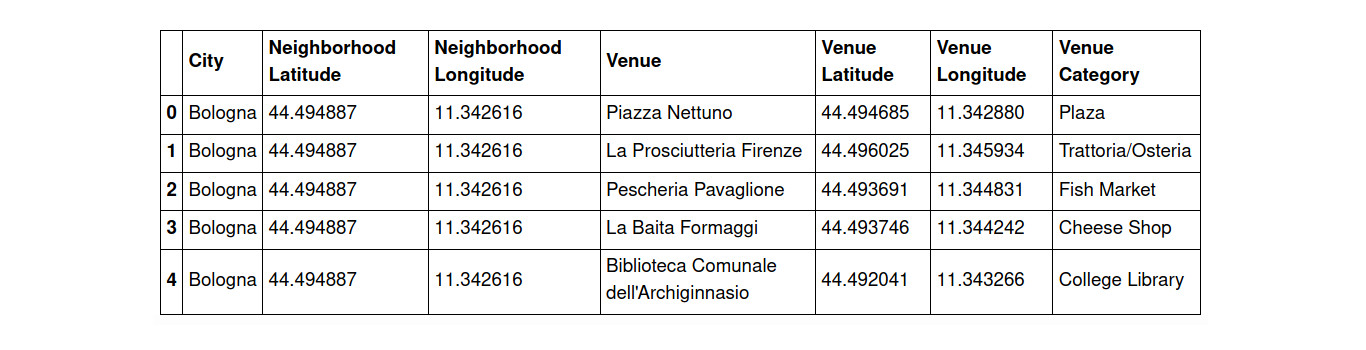 City Neighborhood Latitude Neighborhood Longitude Venue Venue Latitude Venue Longitude Venue Category
0 Bologna 44.494887 11.342616 Piazza Nettuno 44.494685 11.342880 Plaza
1 Bologna 44.494887 11.342616 La Prosciutteria Firenze 44.496025 11.345934 Trattoria/Osteria
2 Bologna 44.494887 11.342616 Pescheria Pavaglione 44.493691 11.344831 Fish Market
3 Bologna 44.494887 11.342616 La Baita Formaggi 44.493746 11.344242 Cheese Shop
4 Bologna 44.494887 11.342616 Biblioteca Comunale dell'Archiginnasio 44.492041 11.343266 College Library